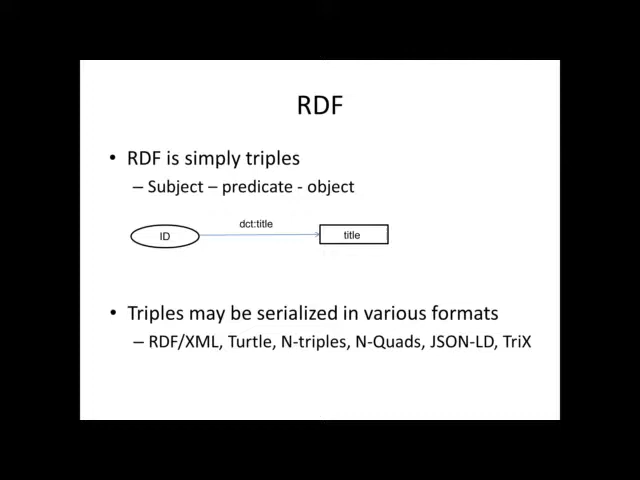 RDF
• RDF is simply triples
– Subject – predicate - object
dct:title
ID
title
• Triples may be serialized in various formats
– RDF/XML, Turtle, N-triples, N-Quads, JSON-LD, TriX